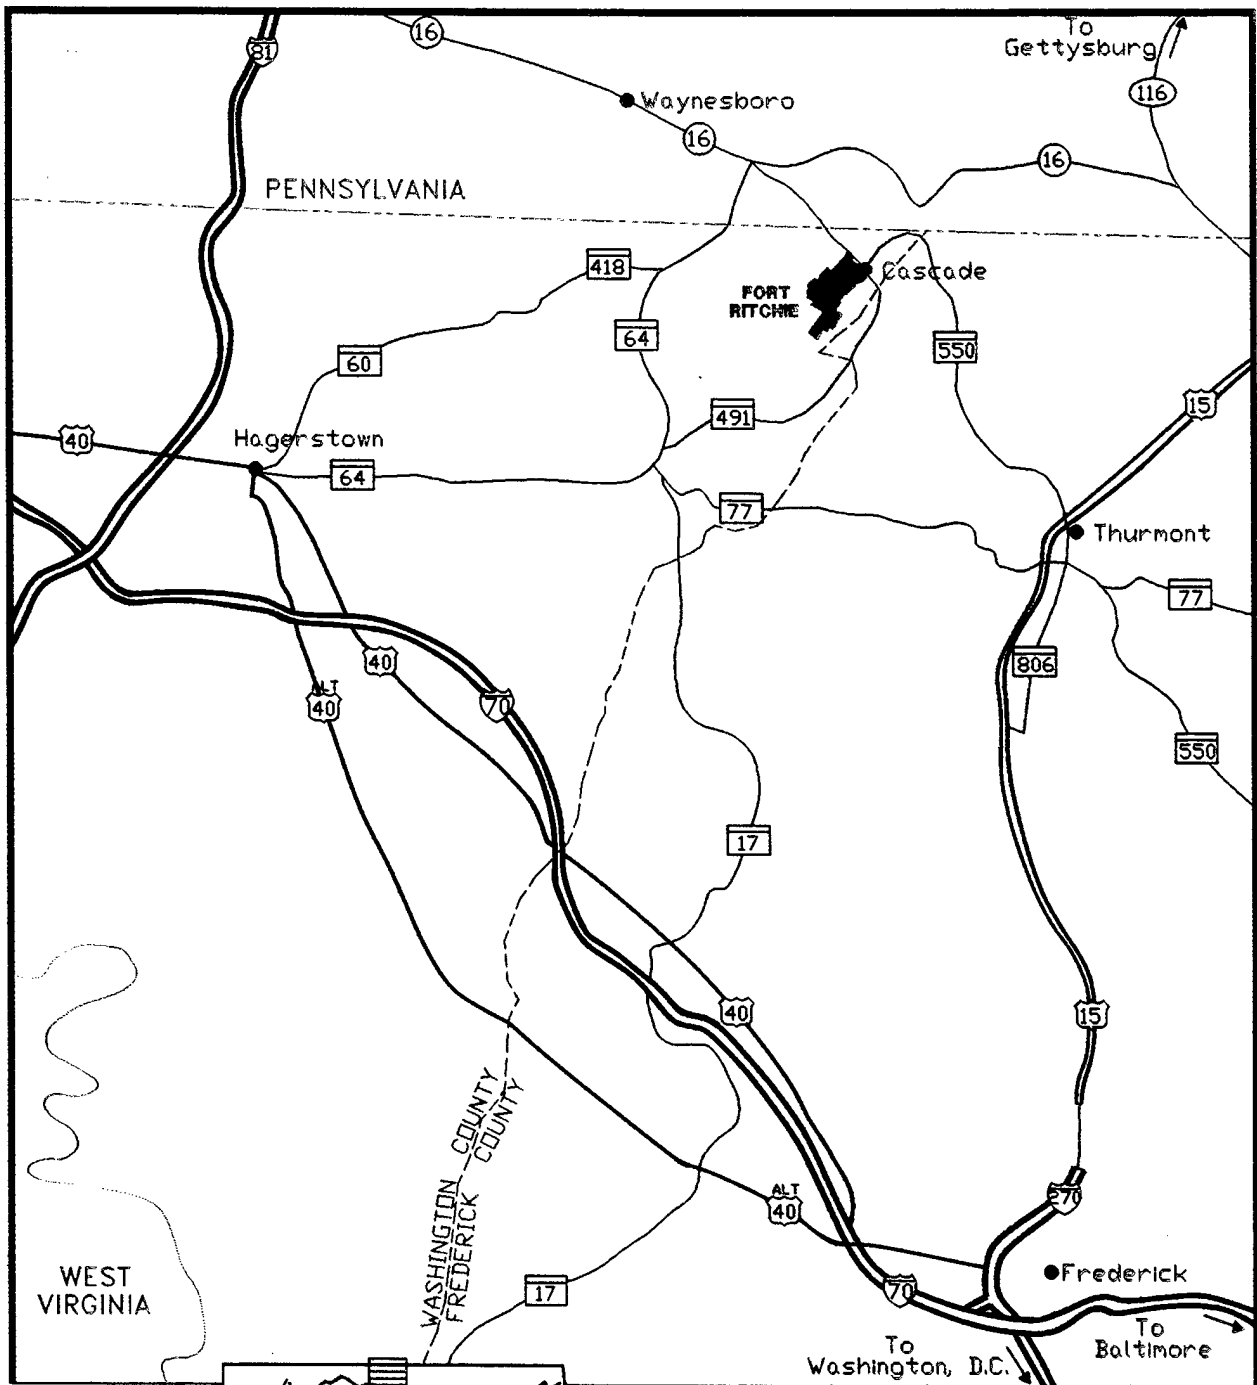 16
To
Gettysburg
81
116
Waynesboro
16
16
PENNSYLVANIA
418
Cascade
FORT
RITCHIE
64
550
60
15
491
40
Hagerstown
64
77
Thurmont
77
806
40
ALT
40
70
550
17
40
15
COUNTY
COUNTY
WASHINGTON
FREDERICK
ALT
40
270
WEST
VIRGINIA
Frederick
17
70
To
Baltimore
To
Washington, D.C.